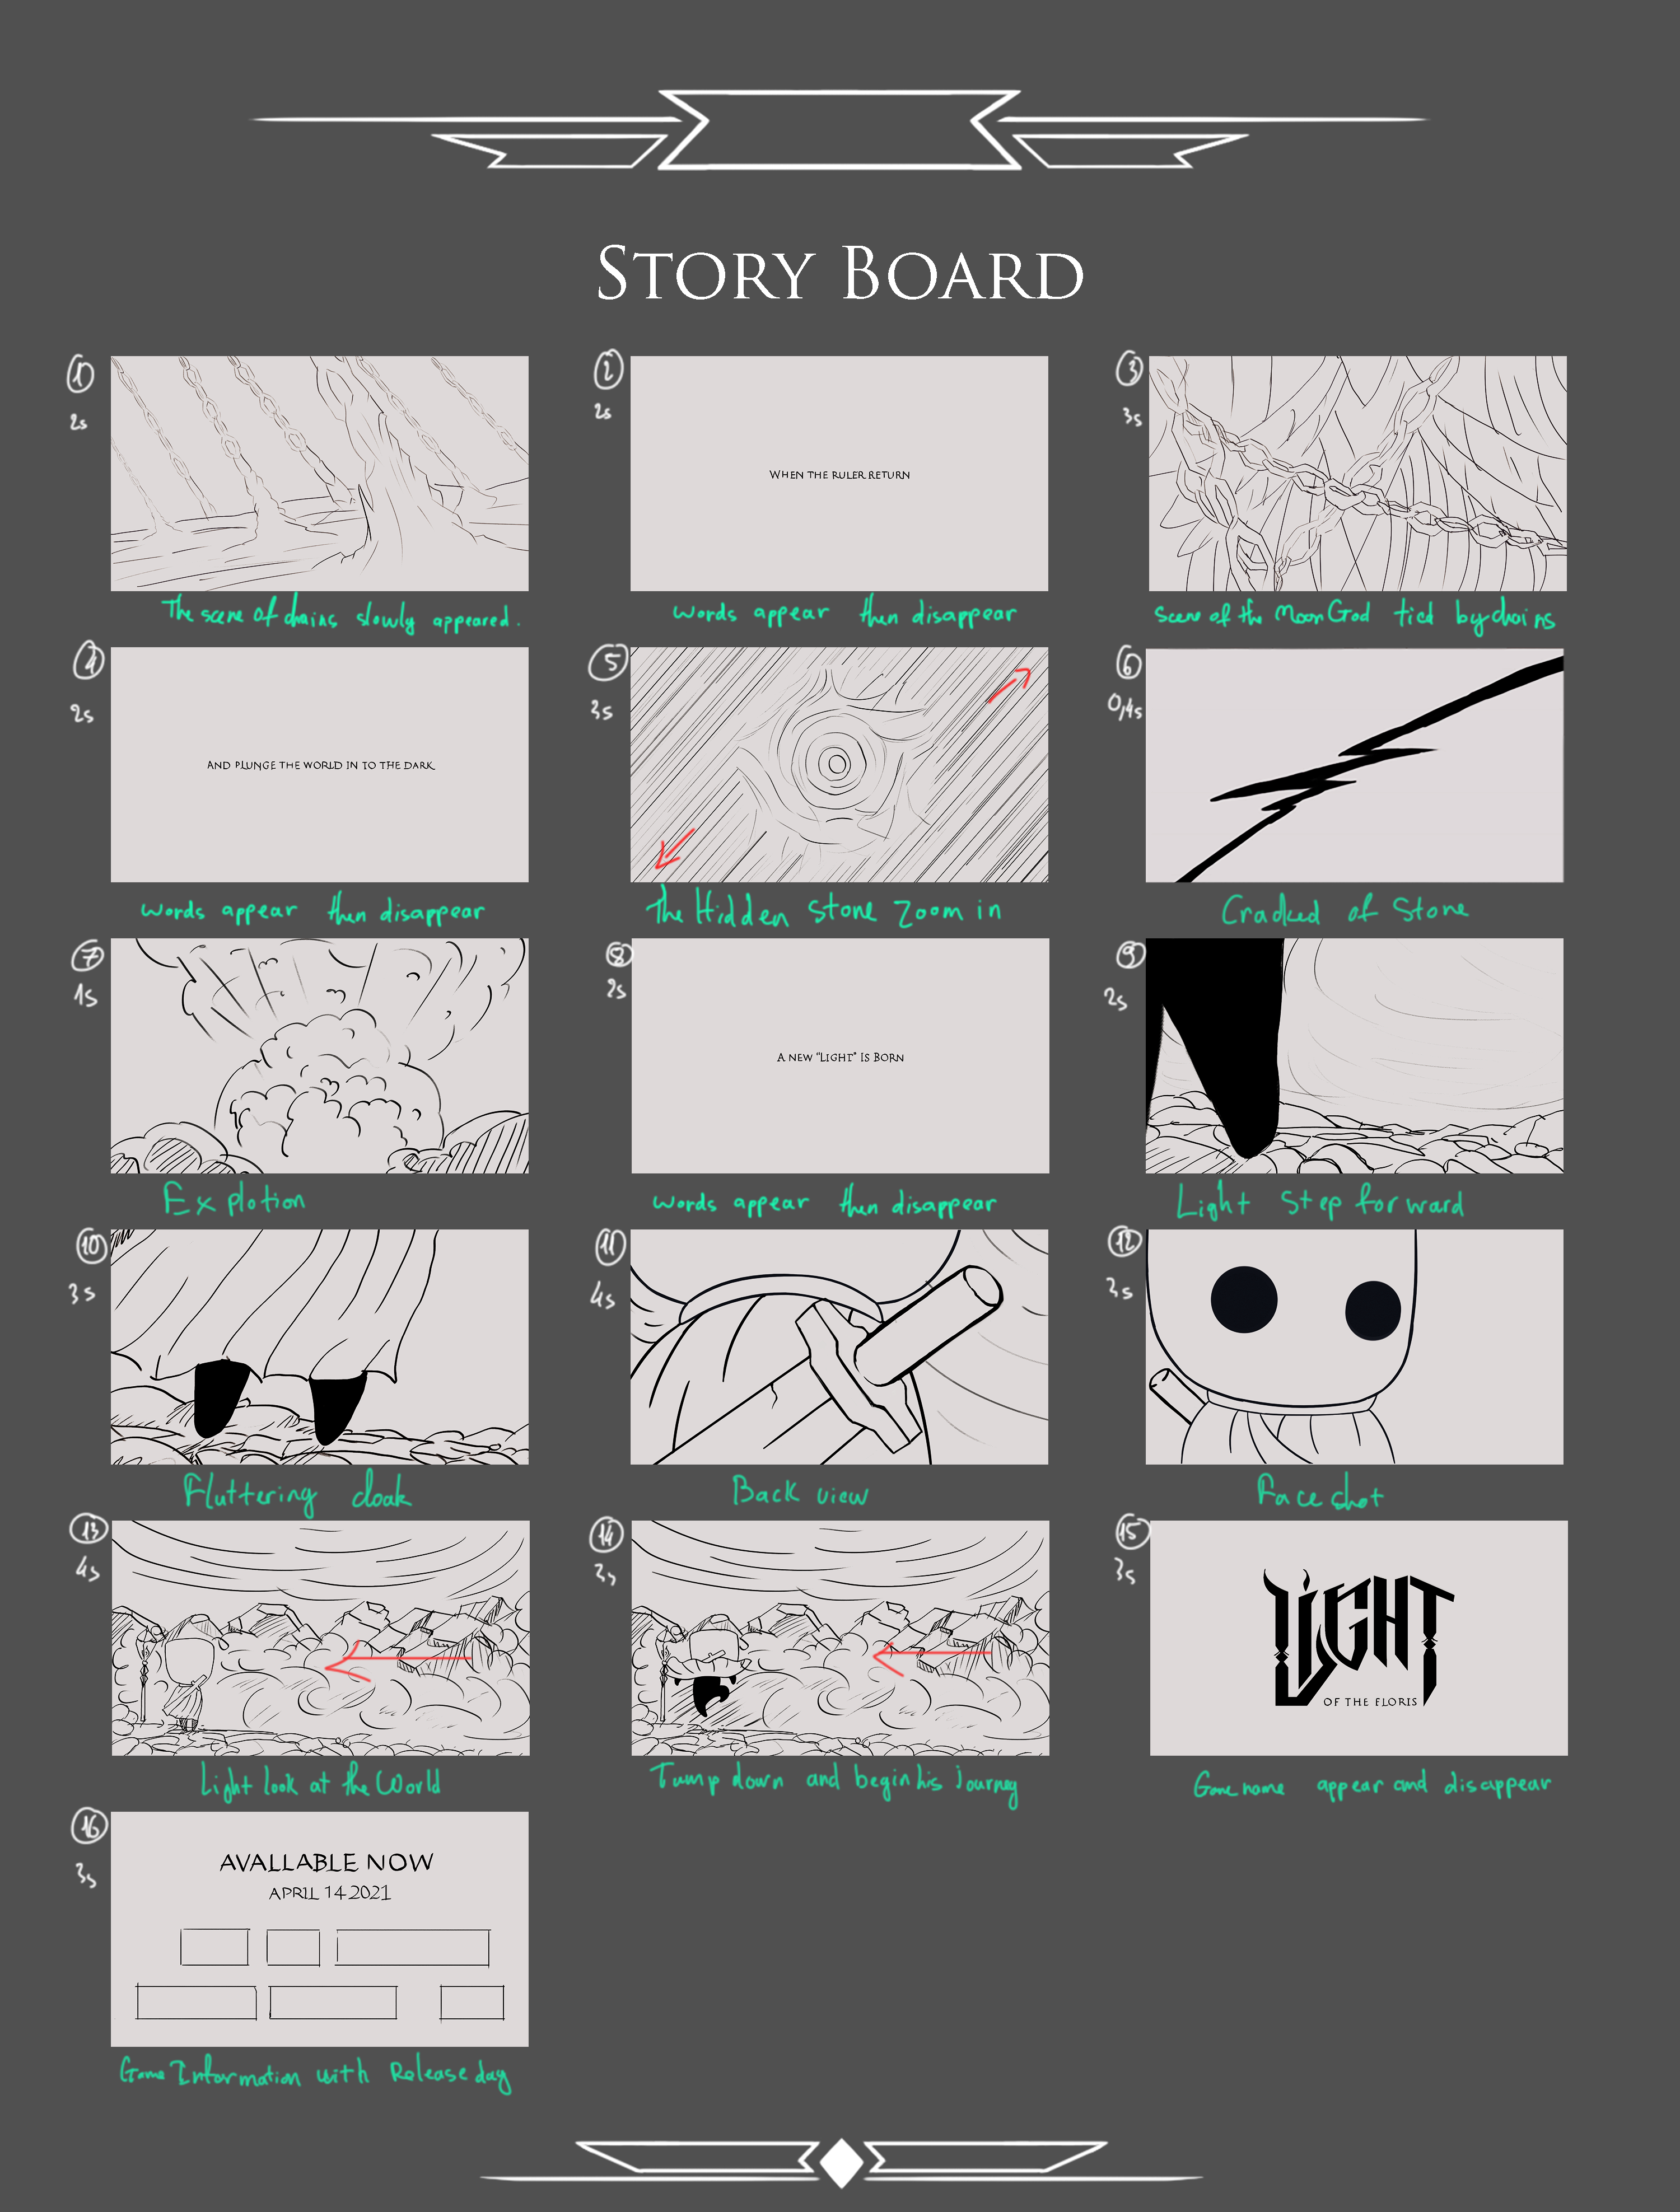 STORY BOARD
1
2s
The scene of chains slowly appeared.
2
2s
WHEN THE RULER RETURN
words appear then disappear
3
3s
scene of the Moon God tied by chains
4
2s
AND PLUNGE THE WORLD IN TO THE DARK
words appear then disappear
5
3s
The Hidden Stone Zoom in
6
0,4s
Cracked of Stone
7
1s
Explotion
8
2s
A NEW "LIGHT" IS BORN
words appear then disappear
9
2s
Light Step forward
10
3s
Fluttering cloak
11
4s
Back view
12
3s
Face shot
13
4s
Light look at the World
14
3s
Jump down and begin his journey
15
3s
LIGHT
OF THE FLORIS
Game name appear and disappear
16
3s
AVALLABLE NOW
APRIL 14 2021
Game Information with Release day